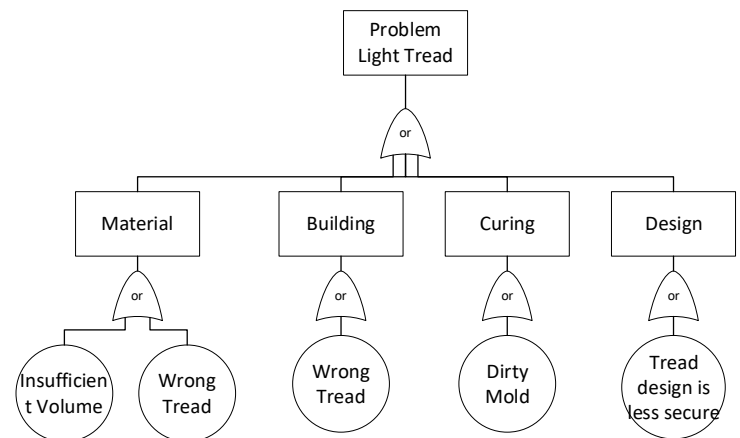 Problem
Light Tread
or
Material
Building
Curing
Design
or
or
or
or
Insufficien
t Volume
Wrong
Tread
Wrong
Tread
Dirty
Mold
Tread
design is
less secure